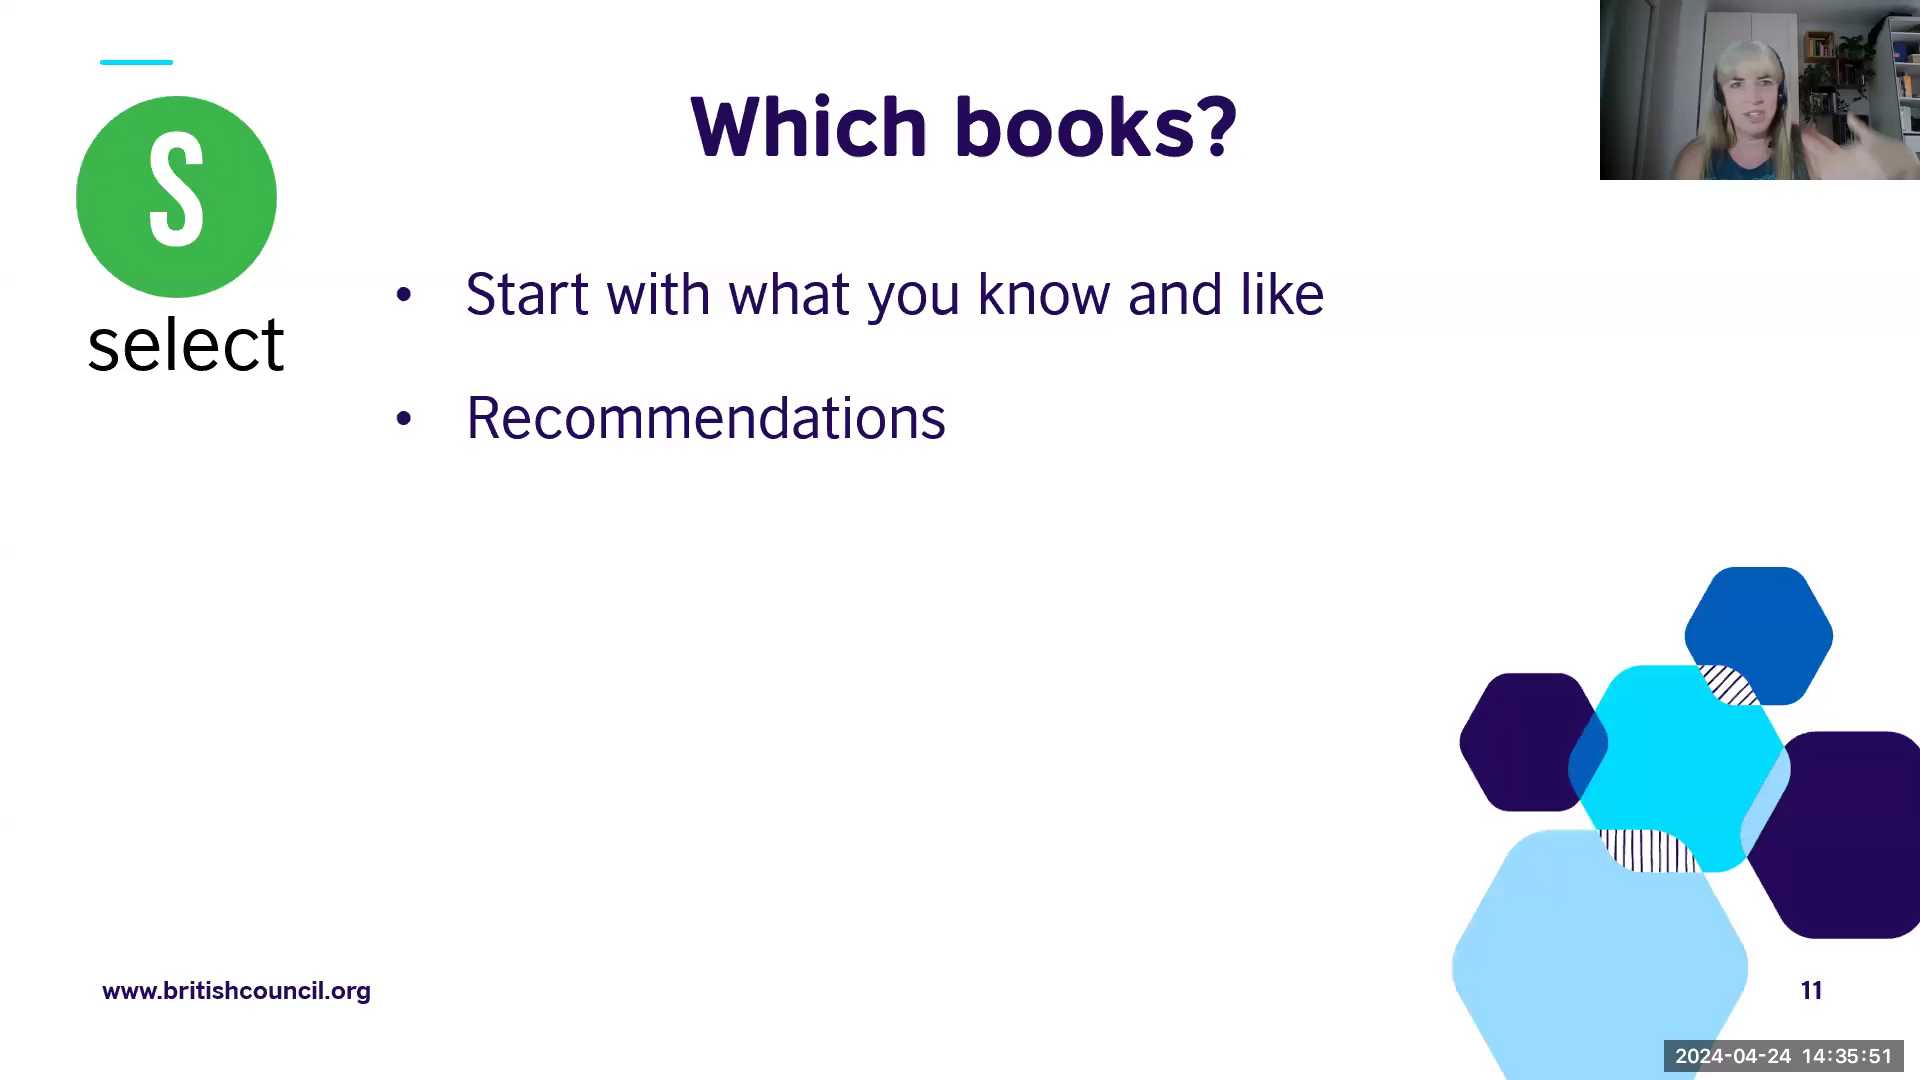 S
select
Which books?
• Start with what you know and like
• Recommendations
www.britishcouncil.org
11
2024-04-24 14:35:51